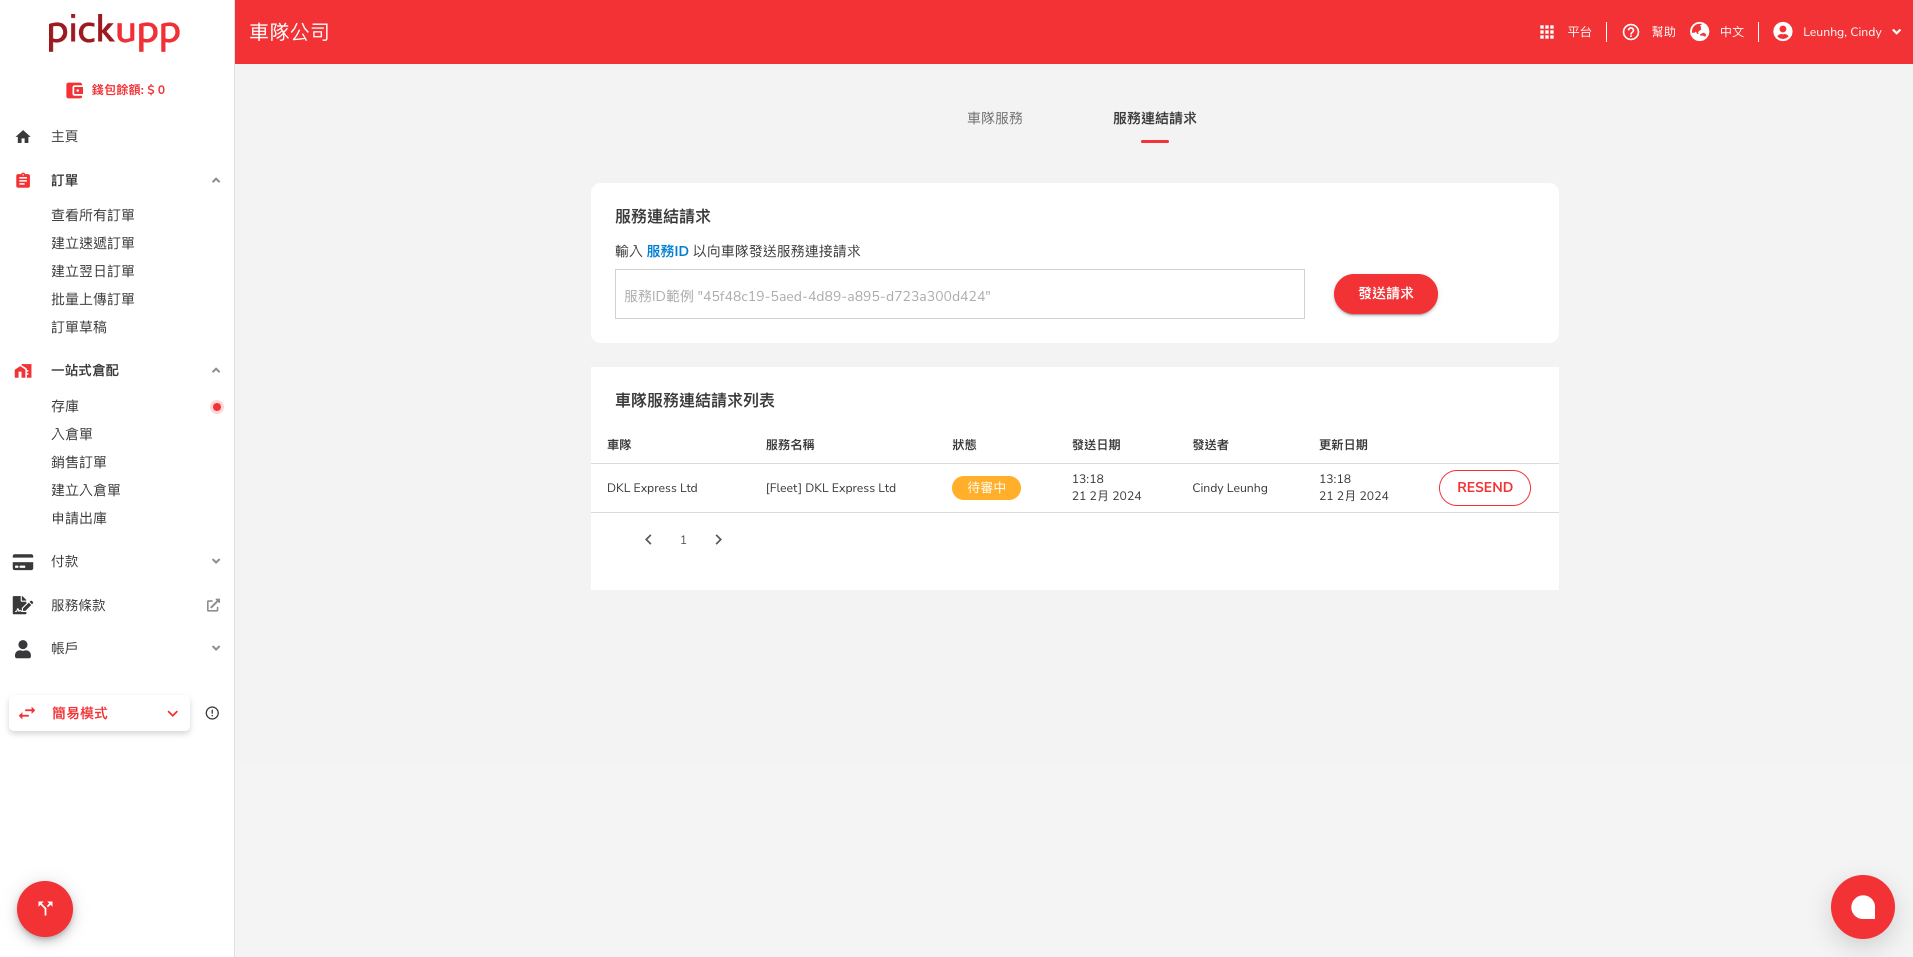 pickupp
錢包餘額: $ 0
主頁
訂單
查看所有訂單
建立速遞訂單
建立翌日訂單
批量上傳訂單
訂單草稿
一站式倉配
存庫
入倉單
銷售訂單
建立入倉單
申請出庫
付款
服務條款
帳戶
簡易模式
車隊公司
平台
幫助
中文
Leunhg, Cindy
車隊服務
服務連結請求
服務連結請求
輸入 服務ID 以向車隊發送服務連接請求
服務ID範例 "45f48c19-5aed-4d89-a895-d723a300d424"
發送請求
車隊服務連結請求列表
車隊 服務名稱 狀態 發送日期 發送者 更新日期
DKL Express Ltd [Fleet] DKL Express Ltd 待審中 13:18 21 2月 2024 Cindy Leunhg 13:18 21 2月 2024 RESEND
1